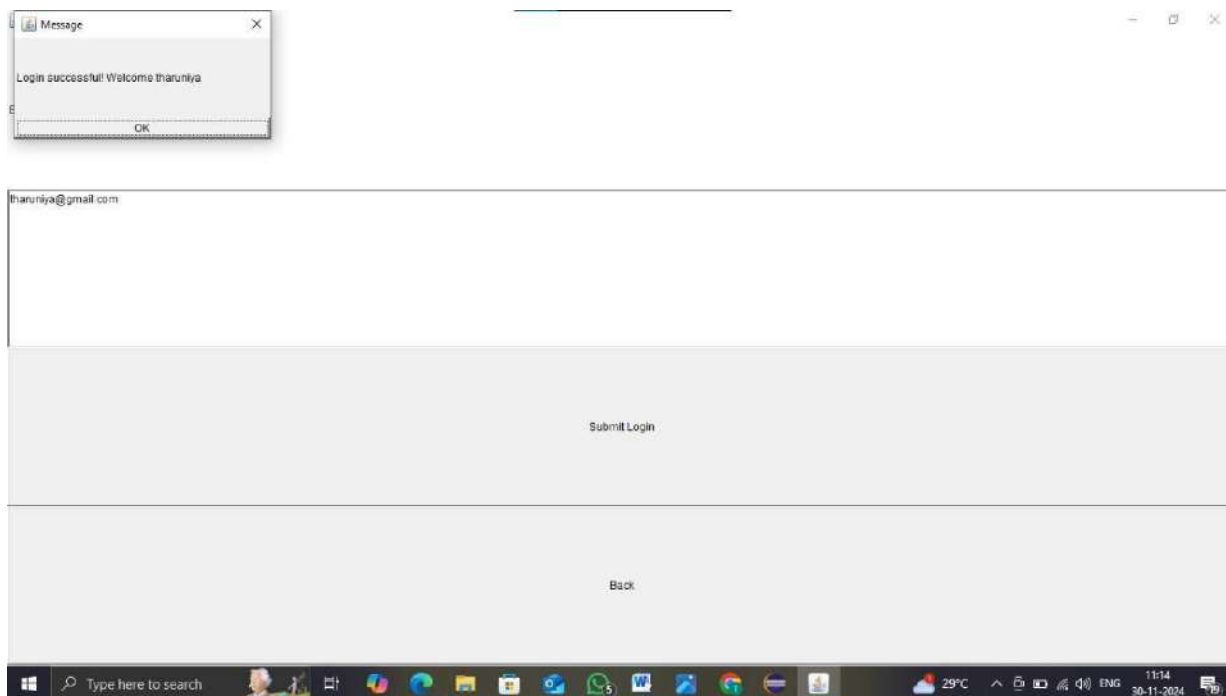 Message
Login successful! Welcome tharuniya
OK
tharuniya@gmail.com
Submit Login
Back
Type here to search
5
29°C
ENG
11:14
30-11-2024